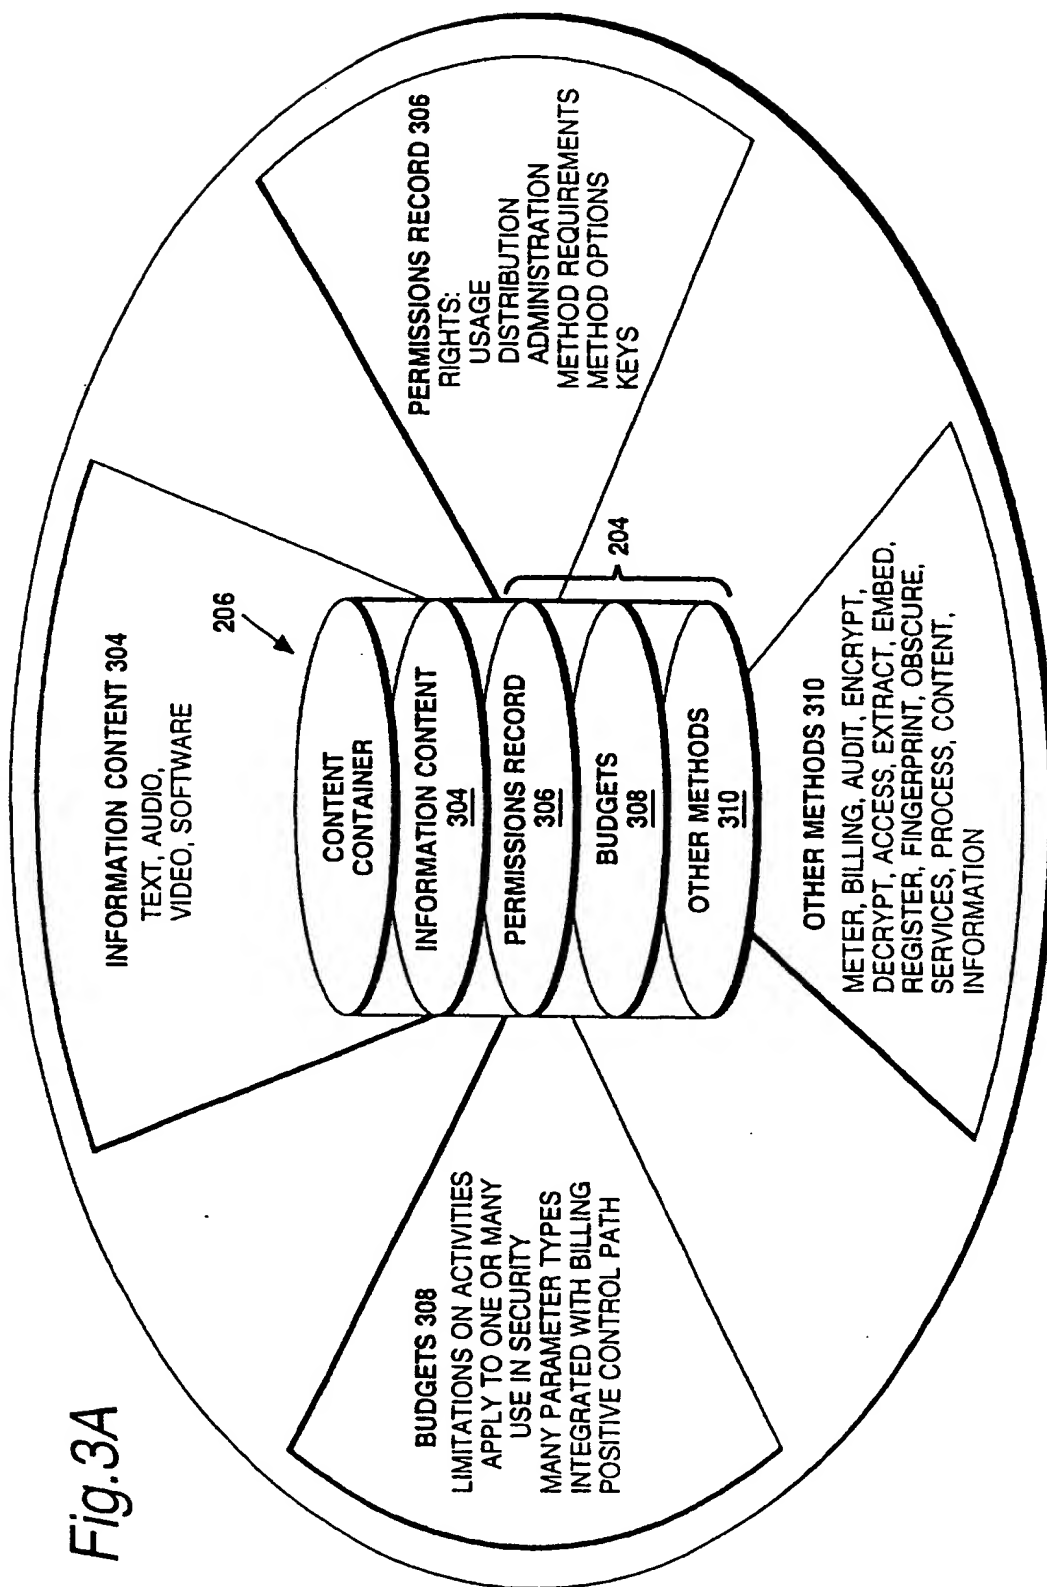 Fig.3A
INFORMATION CONTENT 304
TEXT, AUDIO,
VIDEO, SOFTWARE
206
BUDGETS 308
LIMITATIONS ON ACTIVITIES
APPLY TO ONE OR MANY
USE IN SECURITY
MANY PARAMETER TYPES
INTEGRATED WITH BILLING
POSITIVE CONTROL PATH
CONTENT
CONTAINER
INFORMATION CONTENT
304
PERMISSIONS RECORD
306
BUDGETS
308
OTHER METHODS
310
204
PERMISSIONS RECORD 306
RIGHTS:
USAGE
DISTRIBUTION
ADMINISTRATION
METHOD REQUIREMENTS
METHOD OPTIONS
KEYS
OTHER METHODS 310
METER, BILLING, AUDIT, ENCRYPT,
DECRYPT, ACCESS, EXTRACT, EMBED,
REGISTER, FINGERPRINT, OBSCURE,
SERVICES, PROCESS, CONTENT,
INFORMATION